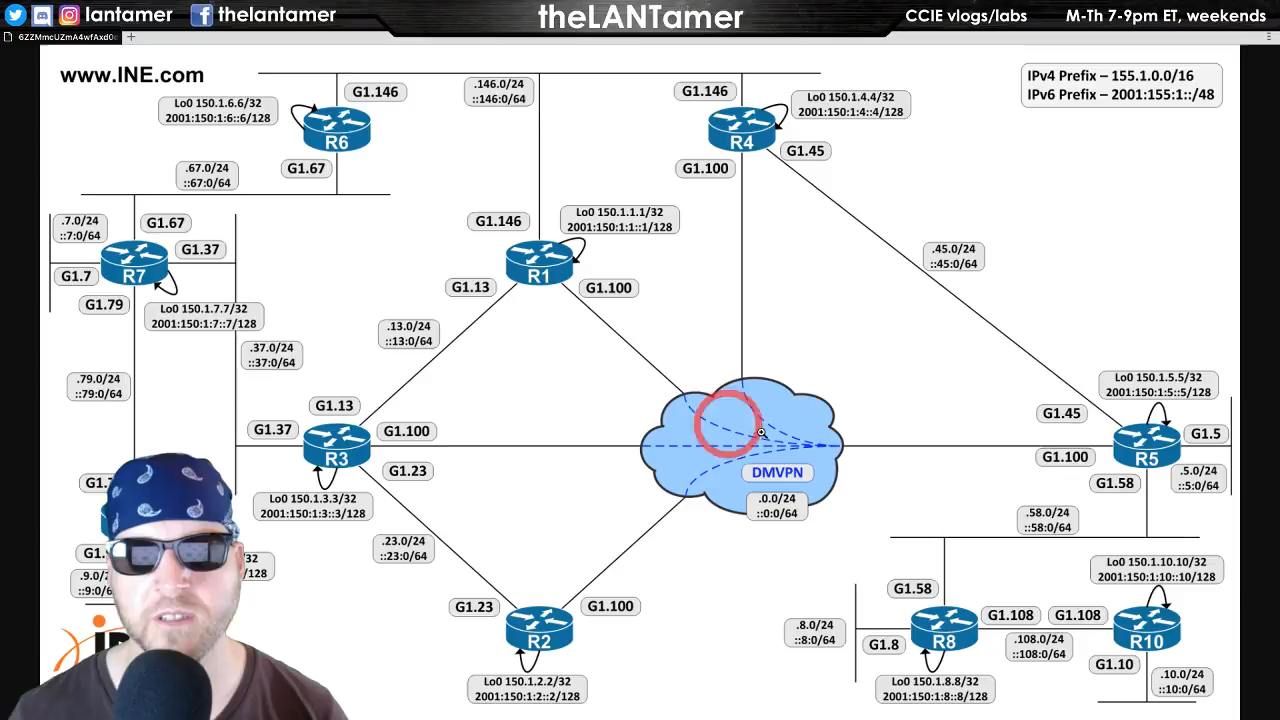 lantamer
thelantamer
theLANTamer
CCIE vlogs/labs
M-Th 7-9pm ET, weekends
www.INE.com
IPv4 Prefix – 155.1.0.0/16
IPv6 Prefix – 2001:155:1::/48
G1.146
.146.0/24
::146:0/64
G1.146
Lo0 150.1.6.6/32
2001:150:1:6::6/128
R6
Lo0 150.1.4.4/32
2001:150:1:4::4/128
R4
G1.45
.67.0/24
::67:0/64
G1.67
G1.100
.7.0/24
::7:0/64
G1.67
G1.37
G1.146
Lo0 150.1.1.1/32
2001:150:1:1::1/128
R7
G1.7
R1
.45.0/24
::45:0/64
G1.79
Lo0 150.1.7.7/32
2001:150:1:7::7/128
G1.13
G1.100
.13.0/24
::13:0/64
.37.0/24
::37:0/64
.79.0/24
::79:0/64
Lo0 150.1.5.5/32
2001:150:1:5::5/128
G1.13
G1.45
G1.37
G1.100
G1.5
R3
R5
G1.100
G1.23
DMVPN
.5.0/24
::5:0/64
G1.58
Lo0 150.1.3.3/32
2001:150:1:3::3/128
.0.0/24
::0:0/64
.58.0/24
::58:0/64
.23.0/24
::23:0/64
/128
Lo0 150.1.10.10/32
2001:150:1:10::10/128
::9:0/
G1.58
G1.23
G1.100
R2
.8.0/24
::8:0/64
G1.8
R8
G1.108
G1.108
R10
.108.0/24
::108:0/64
G1.10
Lo0 150.1.2.2/32
2001:150:1:2::2/128
Lo0 150.1.8.8/32
2001:150:1:8::8/128
.10.0/24
::10:0/64